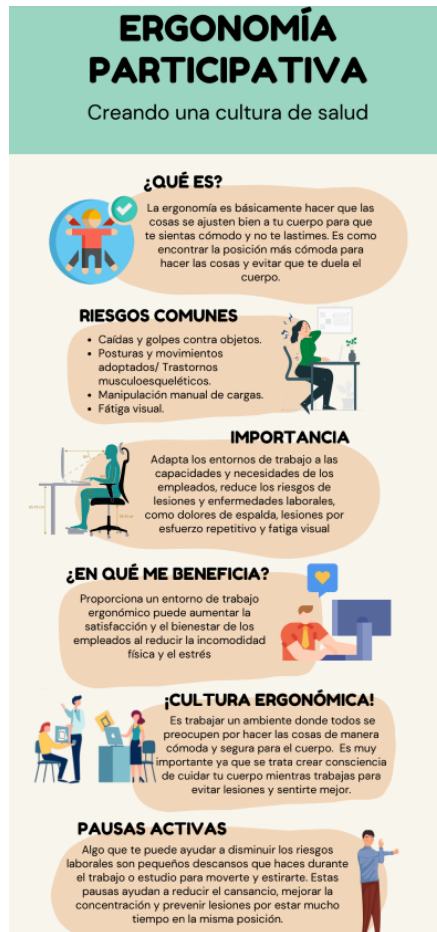 ERGONOMÍA
PARTICIPATIVA
Creando una cultura de salud
¿QUÉ ES?
La ergonomía es básicamente hacer que las
cosas se ajusten bien a tu cuerpo para que
te sientas cómodo y no te lastimes. Es como
encontrar la posición más cómoda para
hacer las cosas y evitar que te duela el
cuerpo.
RIESGOS COMUNES
• Caídas y golpes contra objetos.
• Posturas y movimientos
adoptados/ Trastornos
musculoesqueléticos.
• Manipulación manual de cargas.
• Fátiga visual.
IMPORTANCIA
Adapta los entornos de trabajo a las
capacidades y necesidades de los
empleados, reduce los riesgos de
lesiones y enfermedades laborales,
como dolores de espalda, lesiones por
esfuerzo repetitivo y fatiga visual
¿EN QUÉ ME BENEFICIA?
Proporciona un entorno de trabajo
ergonómico puede aumentar la
satisfacción y el bienestar de los
empleados al reducir la incomodidad
física y el estrés
¡CULTURA ERGONÓMICA!
Es trabajar un ambiente donde todos se
preocupen por hacer las cosas de manera
cómoda y segura para el cuerpo. Es muy
importante ya que se trata crear consciencia
de cuidar tu cuerpo mientras trabajas para
evitar lesiones y sentirte mejor.
PAUSAS ACTIVAS
Algo que te puede ayudar a disminuir los riesgos
laborales son pequeños descansos que haces durante
el trabajo o estudio para moverte y estirarte. Estas
pausas ayudan a reducir el cansancio, mejorar la
concentración y prevenir lesiones por estar mucho
tiempo en la misma posición.